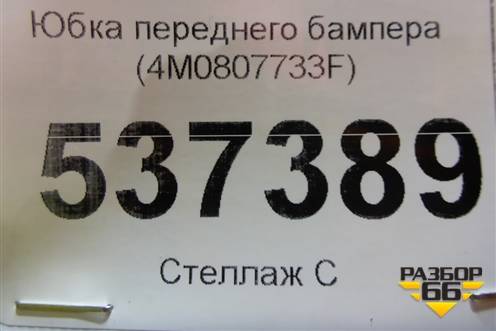 Юбка переднего бампера
(4M0807733F)
537389
Стеллаж С
РАЗБОР
66